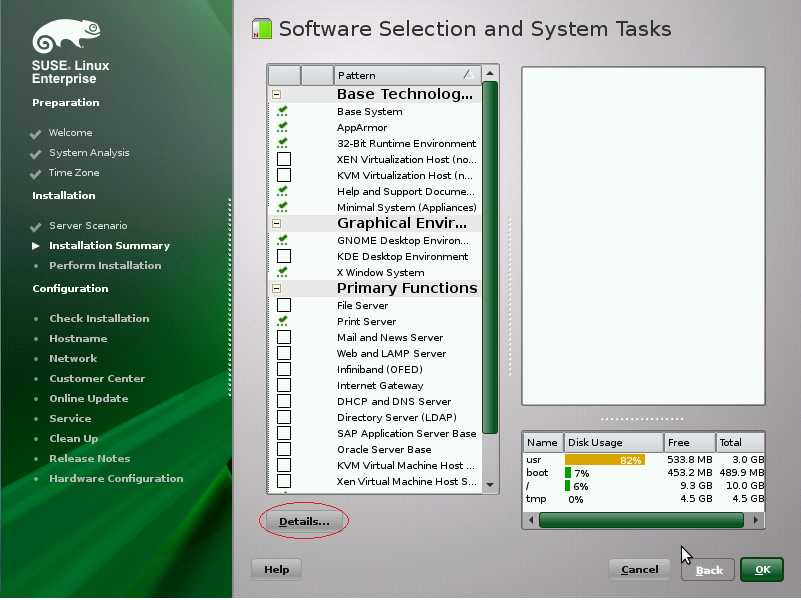 SUSE. Linux
Enterprise
Preparation
Welcome
System Analysis
Time Zone
Installation
Server Scenario
Installation Summary
Perform Installation
Configuration
Check Installation
Hostname
Network
Customer Center
Online Update
Service
Clean Up
Release Notes
Hardware Configuration
Software Selection and System Tasks
Pattern
Base Technolog...
Base System
AppArmor
32-Bit Runtime Environment
XEN Virtualization Host (no...
KVM Virtualization Host (n...
Help and Support Docume...
Minimal System (Appliances)
Graphical Envir...
GNOME Desktop Environ...
KDE Desktop Environment
X Window System
Primary Functions
File Server
Print Server
Mail and News Server
Web and LAMP Server
Infiniband (OFED)
Internet Gateway
DHCP and DNS Server
Directory Server (LDAP)
SAP Application Server Base
Oracle Server Base
KVM Virtual Machine Host ...
Xen Virtual Machine Host S...
Details...
Name Disk Usage Free Total
usr 82% 533.8 MB 3.0 GB
boot 7% 453.2 MB 489.9 MB
/ 6% 9.3 GB 10.0 GB
tmp 0% 4.5 GB 4.5 GB
Help Cancel Back OK